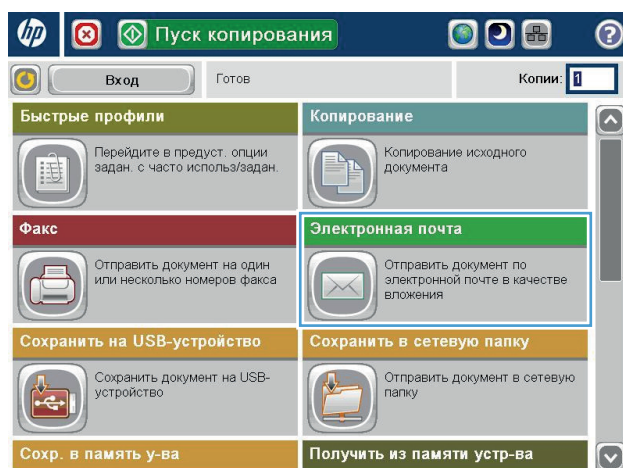 hp
Пуск копирования
?
Вход
Готов
Копии: 1
Быстрые профили
Перейдите в предуст. опции
задан. с часто использ/задан.
Копирование
Копирование исходного
документа
Факс
Отправить документ на один
или несколько номеров факса
Электронная почта
Отправить документ по
электронной почте в качестве
вложения
Сохранить на USB-устройство
Сохранить документ на USB-
устройство
Сохранить в сетевую папку
Отправить документ в сетевую
папку
Сохр. в память у-ва
Получить из памяти устр-ва